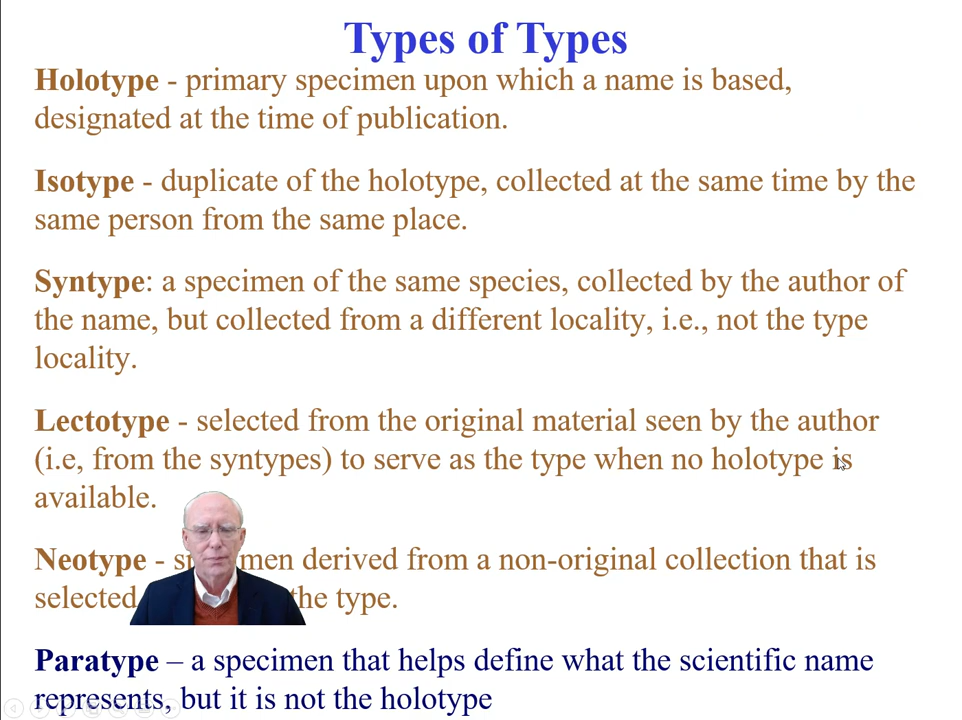 Types of Types
Holotype - primary specimen upon which a name is based,
designated at the time of publication.
Isotype - duplicate of the holotype, collected at the same time by the
same person from the same place.
Syntype: a specimen of the same species, collected by the author of
the name, but collected from a different locality, i.e., not the type
locality.
Lectotype - selected from the original material seen by the author
(i.e, from the syntypes) to serve as the type when no holotype is
available.
Neotype - derived from a non-original collection that is
selected the type.
Paratype – a specimen that helps define what the scientific name
represents, but it is not the holotype